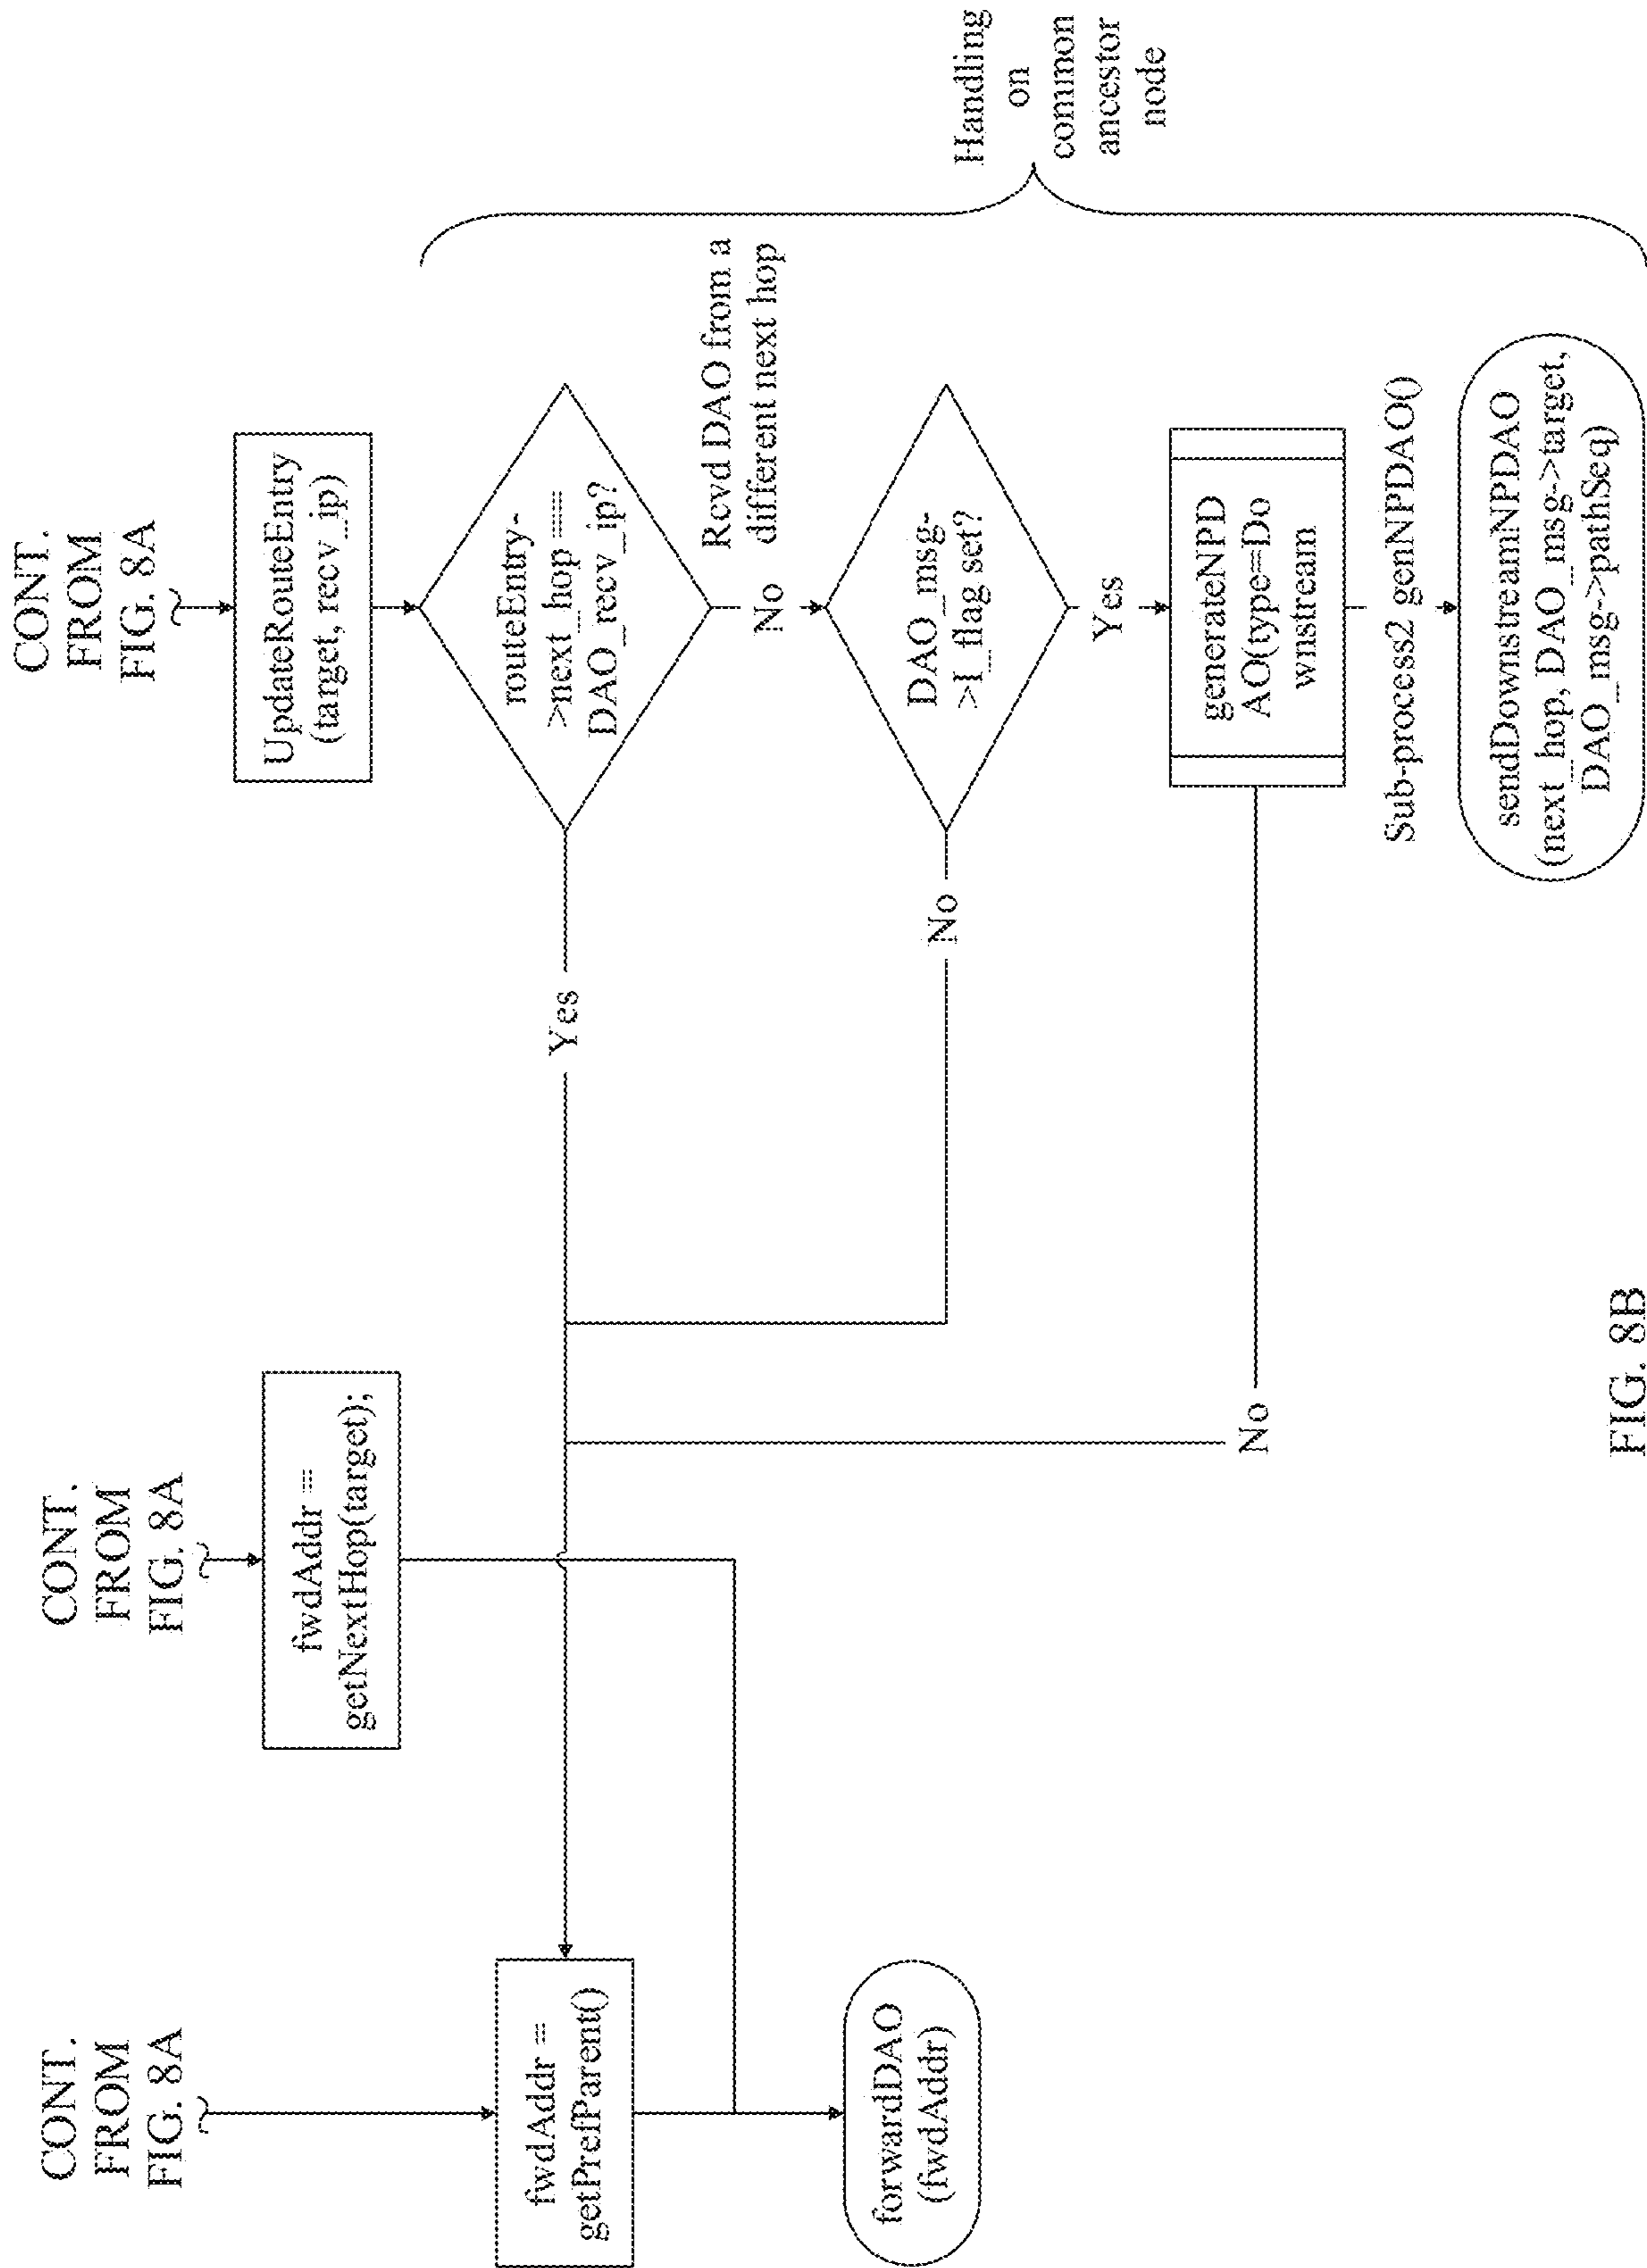 CONT.
FROM
FIG. 8A
CONT.
FROM
FIG. 8A
CONT.
FROM
FIG. 8A
fwdAddr =
getPrefParent()
fwdAddr =
getNextHop(target);
UpdateRouteEntry
(target, recv_ip)
routeEntry-
>next_hop ==
DAO_recv_ip?
Yes
No
Rcvd DAO from a
different next hop
DAO_msg-
>I_flag set?
No
Yes
generateNPD
AO(type=Do
wnstream
No
Sub-process2 genNPDAO()
sendDownstreamNPDAO
(next_hop, DAO_msg->target,
DAO_msg->pathSeq)
forwardDAO
(fwdAddr)
Handling
on
common
ancestor
node
FIG. 8B